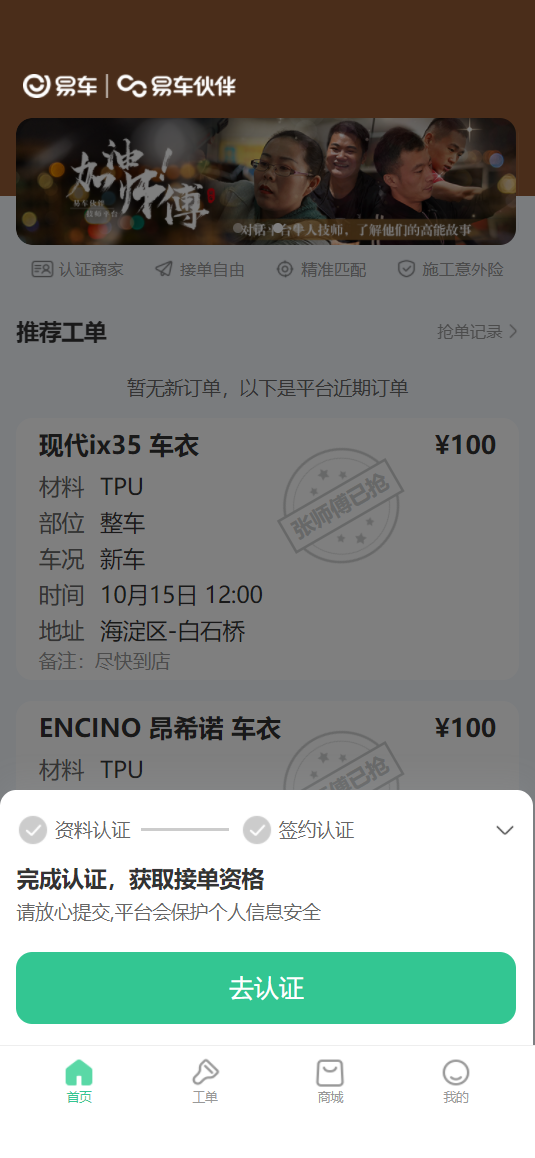 易车 | 易车伙伴
加油!师傅
易车伙伴
技师平台
对话平台华人技师，了解他们的高能故事
认证商家 接单自由 精准匹配 施工意外险
推荐工单 抢单记录
暂无新订单，以下是平台近期订单
现代ix35 车衣 ¥100
材料 TPU
张师傅已抢
部位 整车
车况 新车
时间 10月15日 12:00
地址 海淀区-白石桥
备注：尽快到店
ENCINO 昂希诺 车衣 ¥100
材料 TPU
张师傅已抢
资料认证 签约认证
完成认证，获取接单资格
请放心提交,平台会保护个人信息安全
去认证
首页 工单 商城 我的